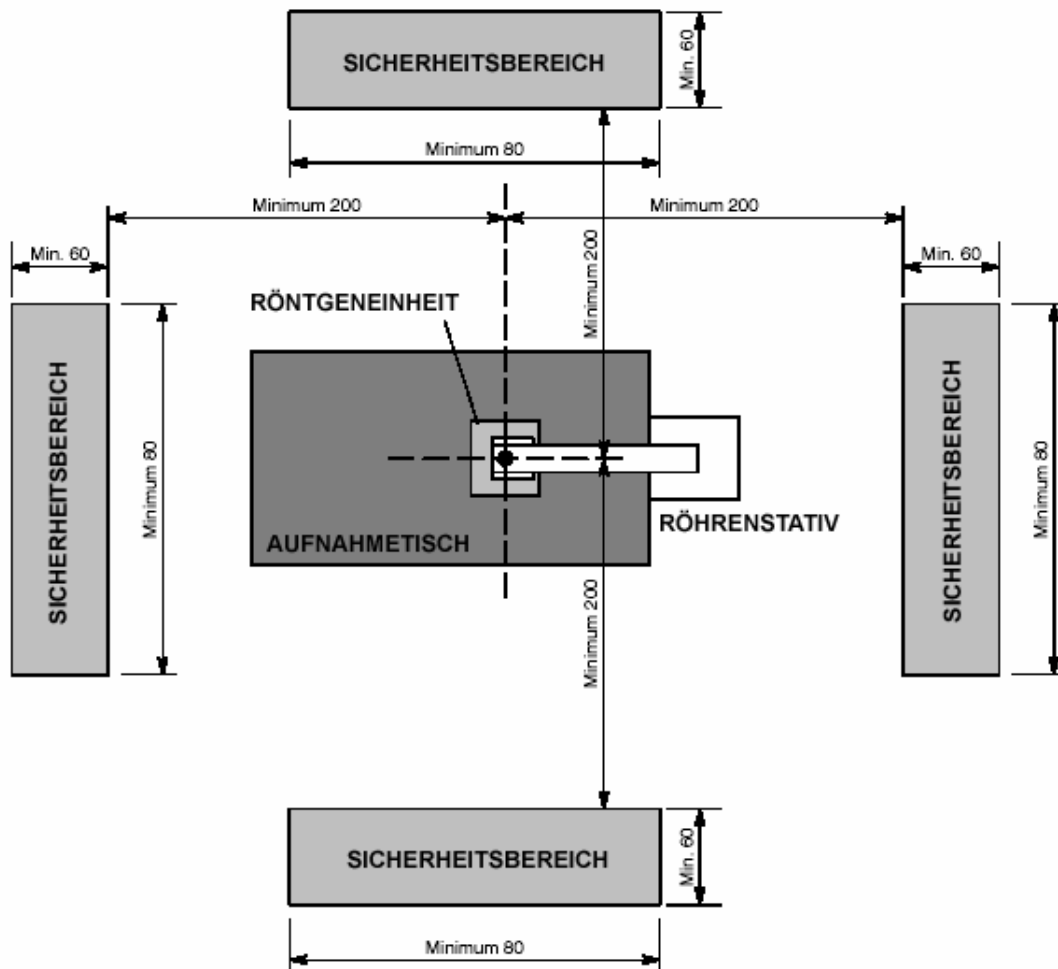 SICHERHEITSBEREICH
Min. 60
Minimum 80
Minimum 200
Minimum 200
Min. 60
Min. 60
Minimum 200
RÖNTGENEINHEIT
SICHERHEITSBEREICH
Minimum 80
SICHERHEITSBEREICH
Minimum 80
RÖHRENSTATIV
AUFNAHMETISCH
Minimum 200
SICHERHEITSBEREICH
Min. 60
Minimum 80